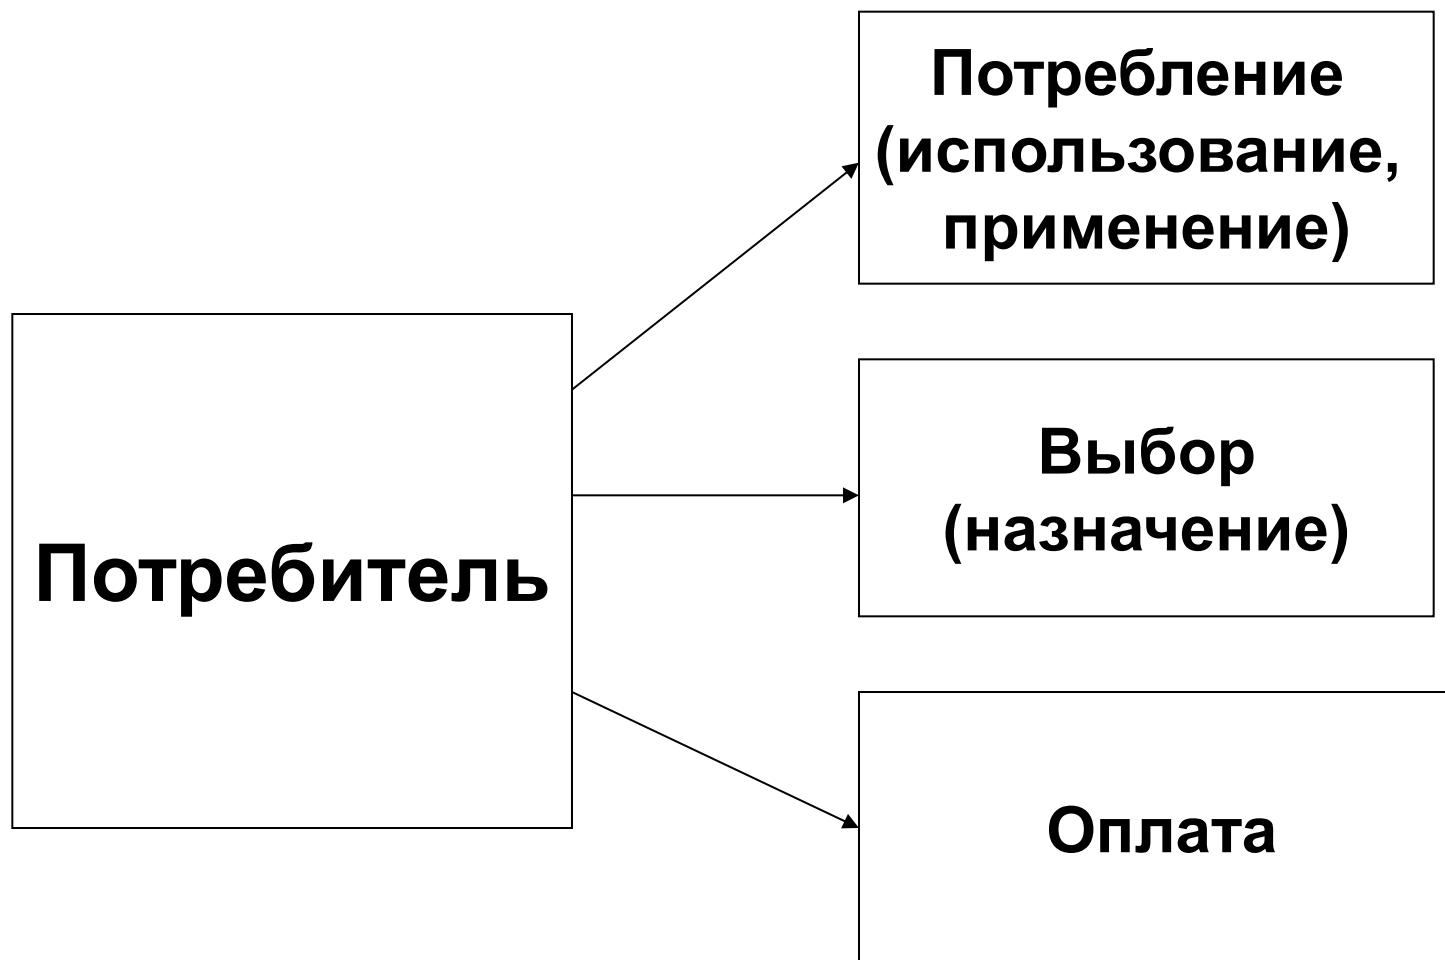 Потребление
(использование,
применение)
Потребитель
Выбор
(назначение)
Оплата